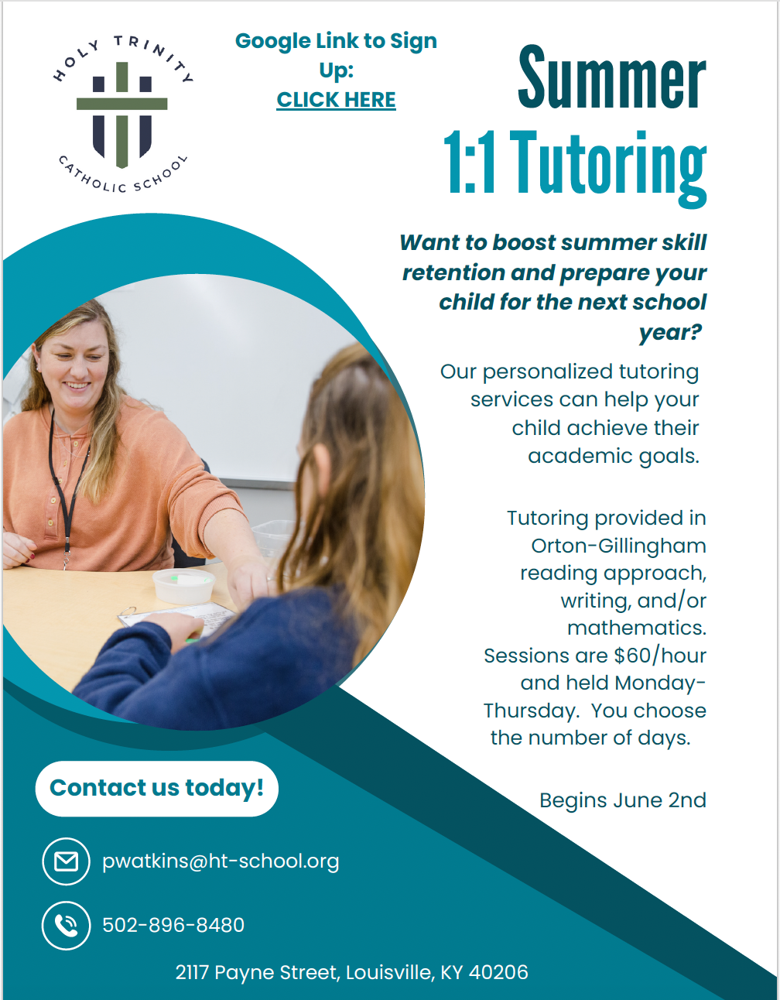 HOLY TRINITY
CATHOLIC SCHOOL
Google Link to Sign
Up:
CLICK HERE
Summer
1:1 Tutoring
Want to boost summer skill
retention and prepare your
child for the next school
year?
Our personalized tutoring
services can help your
child achieve their
academic goals.
Tutoring provided in
Orton-Gillingham
reading approach,
writing, and/or
mathematics.
Sessions are $60/hour
and held Monday-
Thursday.  You choose
the number of days.
Begins June 2nd
Contact us today!
pwatkins@ht-school.org
502-896-8480
2117 Payne Street, Louisville, KY 40206